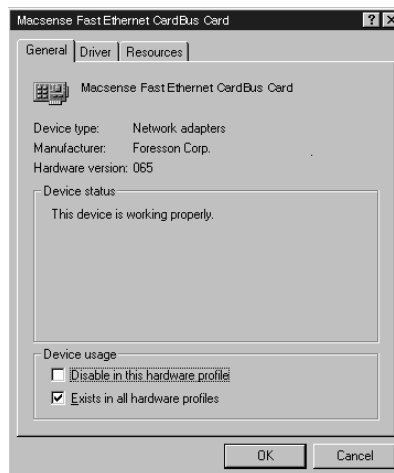 Macsense Fast Ethernet CardBus Card
General Driver Resources
Macsense Fast Ethernet CardBus Card
Device type: Network adapters
Manufacturer: Foresson Corp.
Hardware version: 065
Device status
This device is working properly.
Device usage
Disable in this hardware profile
Exists in all hardware profiles
OK Cancel